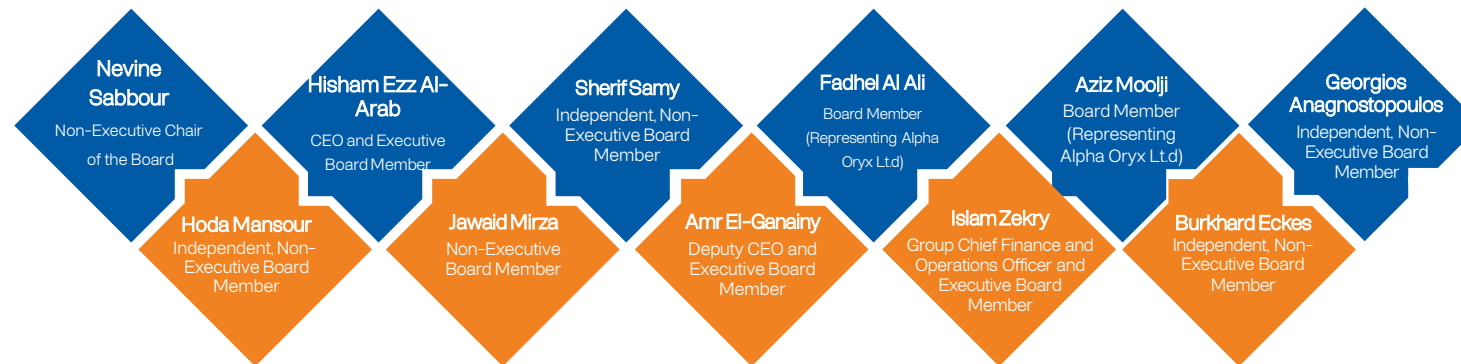 Nevine
Sabbour
Non-Executive Chair
of the Board
Hisham Ezz Al-
Arab
CEO and Executive
Board Member
Sherif Samy
Independent, Non-
Executive Board
Member
Fadhel Al Ali
Board Member
(Representing Alpha
Oryx Lt.d)
Aziz Moolji
Board Member
(Representing
Alpha Oryx Lt.d)
Georgios
Anagnostopoulos
Independent, Non-
Executive Board
Member
Hoda Mansour
Independent, Non-
Executive Board
Member
Jawaid Mirza
Non-Executive
Board Member
Amr El-Ganainy
Deputy CEO and
Executive Board
Member
Islam Zekry
Group Chief Finance and
Operations Officer and
Executive Board
Member
Burkhard Eckes
Independent, Non-
Executive Board
Member